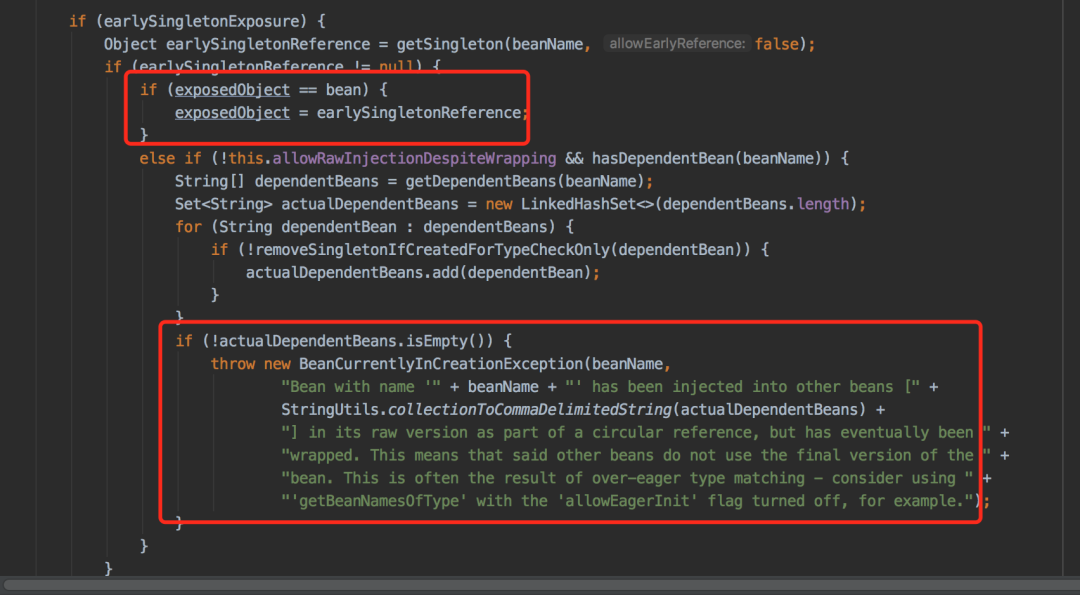 if (earlySingletonExposure) {
Object earlySingletonReference = getSingleton(beanName, allowEarlyReference: false);
if (earlySingletonReference != null) {
if (exposedObject == bean) {
exposedObject = earlySingletonReference;
}
else if (!this.allowRawInjectionDespiteWrapping && hasDependentBean(beanName)) {
String[] dependentBeans = getDependentBeans(beanName);
Set<String> actualDependentBeans = new LinkedHashSet<>(dependentBeans.length);
for (String dependentBean : dependentBeans) {
if (!removeSingletonIfCreatedForTypeCheckOnly(dependentBean)) {
actualDependentBeans.add(dependentBean);
}
}
if (!actualDependentBeans.isEmpty()) {
throw new BeanCurrentlyInCreationException(beanName,
"Bean with name '" + beanName + "' has been injected into other beans [" +
StringUtils.collectionToCommaDelimitedString(actualDependentBeans) +
"] in its raw version as part of a circular reference, but has eventually been " +
"wrapped. This means that said other beans do not use the final version of the " +
"bean. This is often the result of over-eager type matching - consider using " +
"'getBeanNamesOfType' with the 'allowEagerInit' flag turned off, for example.");
}
}
}